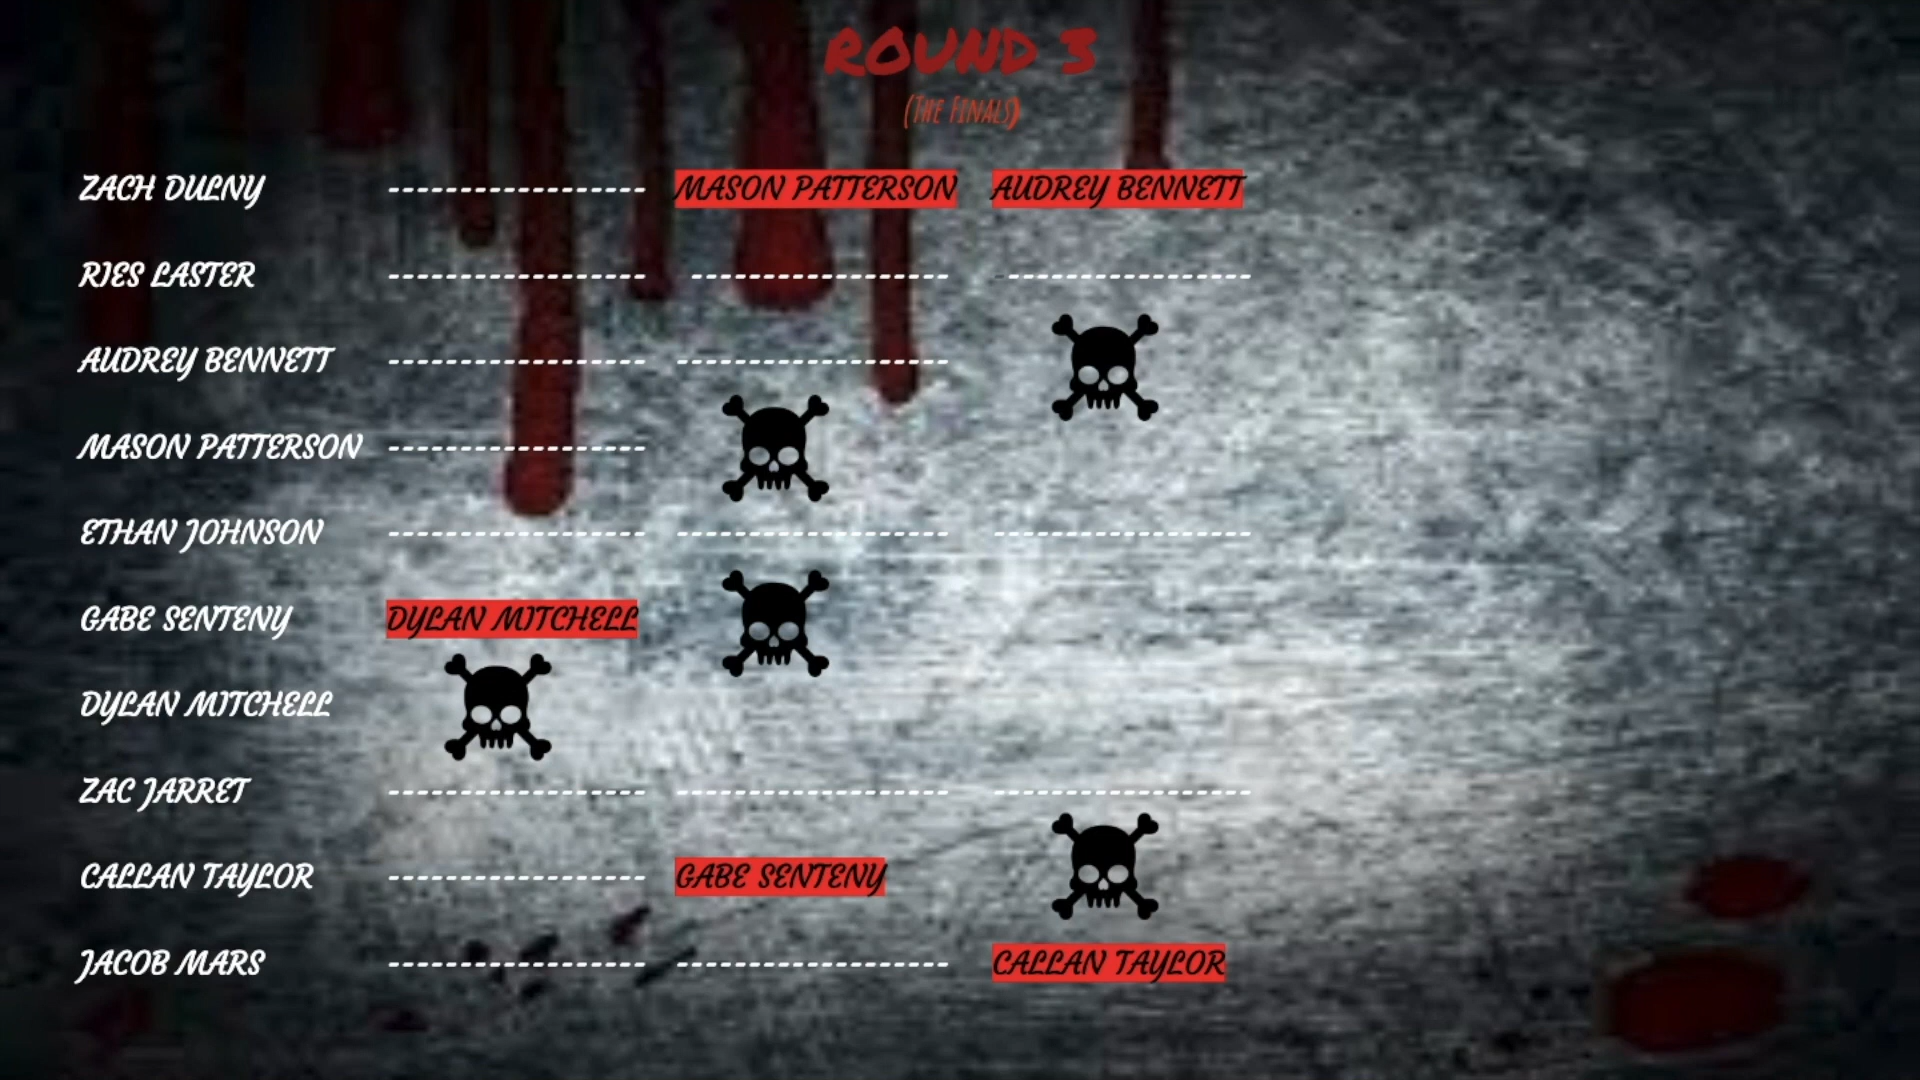 ROUND 3
(The Finals)
ZACH DULNY ------------------ MASON PATTERSON AUDREY BENNETT
RIES LASTER ------------------ ------------------ -----------------
AUDREY BENNETT ------------------ -------------------
MASON PATTERSON ------------------
ETHAN JOHNSON ------------------ ------------------- ------------------
GABE SENTENY DYLAN MITCHELL
DYLAN MITCHELL
ZAC JARRET ------------------ ------------------- ------------------
CALLAN TAYLOR ------------------ GABE SENTENY
JACOB MARS ------------------ ------------------- CALLAN TAYLOR